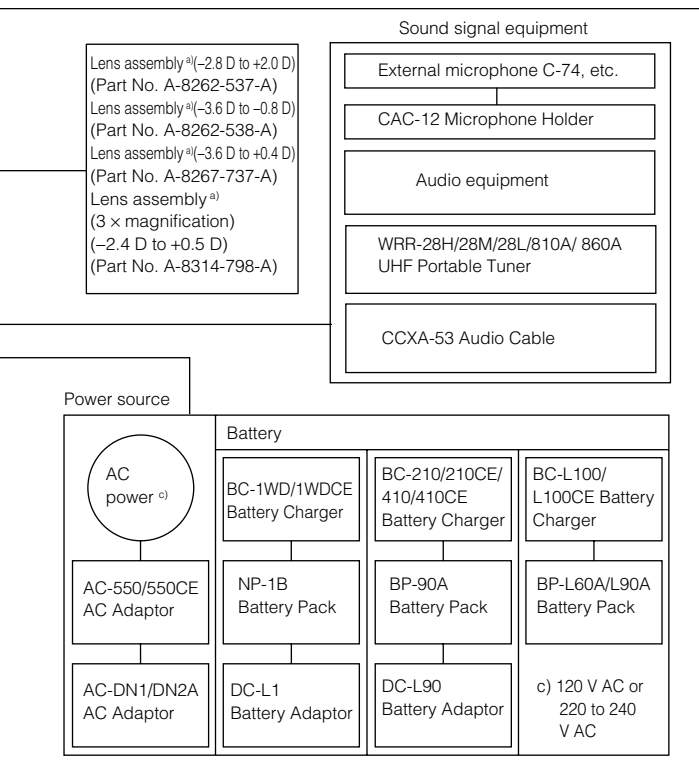 Sound signal equipment
Lens assembly a)(–2.8 D to +2.0 D)
(Part No. A-8262-537-A)
Lens assembly a)(–3.6 D to –0.8 D)
(Part No. A-8262-538-A)
Lens assembly a)(–3.6 D to +0.4 D)
(Part No. A-8267-737-A)
Lens assembly a)
(3 × magnification)
(–2.4 D to +0.5 D)
(Part No. A-8314-798-A)
External microphone C-74, etc.
CAC-12 Microphone Holder
Audio equipment
WRR-28H/28M/28L/810A/ 860A
UHF Portable Tuner
CCXA-53 Audio Cable
Power source
AC
power c)
AC-550/550CE
AC Adaptor
AC-DN1/DN2A
AC Adaptor
Battery
BC-1WD/1WDCE
Battery Charger
NP-1B
Battery Pack
DC-L1
Battery Adaptor
BC-210/210CE/
410/410CE
Battery Charger
BP-90A
Battery Pack
DC-L90
Battery Adaptor
BC-L100/
L100CE Battery
Charger
BP-L60A/L90A
Battery Pack
c) 120 V AC or
220 to 240
V AC